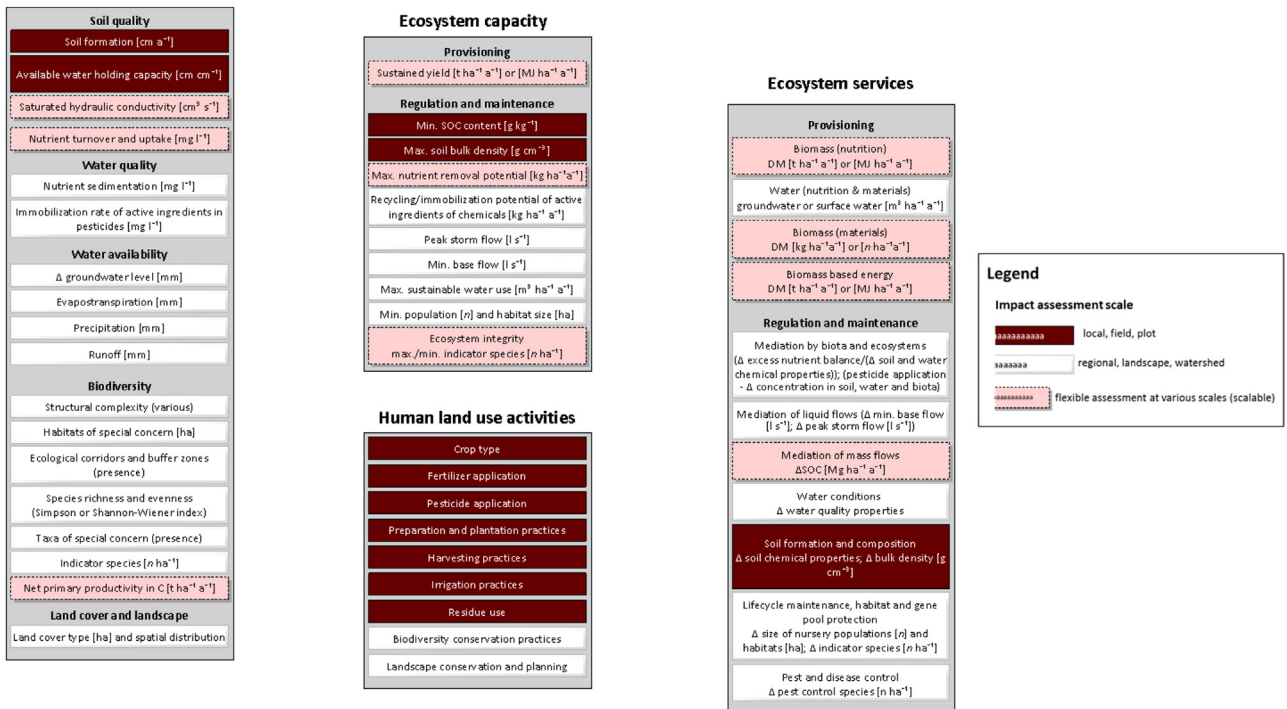 Soil quality
Soil formation [cm a⁻¹]
Available water holding capacity [cm cm⁻¹]
Saturated hydraulic conductivity [cm³ s⁻¹]
Nutrient turnover and uptake [mg l⁻¹]
Water quality
Nutrient sedimentation [mg l⁻¹]
Immobilization rate of active ingredients in
pesticides [mg l⁻¹]
Water availability
Δ groundwater level [mm]
Evapostranspiration [mm]
Precipitation [mm]
Runoff [mm]
Biodiversity
Structural complexity (various)
Habitats of special concern [ha]
Ecological corridors and buffer zones
(presence)
Species richness and evenness
(Simpson or Shannon-Wiener index)
Taxa of special concern (presence)
Indicator species [n ha⁻¹]
Net primary productivity in C [t ha⁻¹ a⁻¹]
Land cover and landscape
Land cover type [ha] and spatial distribution
Ecosystem capacity
Provisioning
Sustained yield [t ha⁻¹ a⁻¹] or [MJ ha⁻¹ a⁻¹]
Regulation and maintenance
Min. SOC content [g kg⁻¹]
Max. soil bulk density [g cm⁻³]
Max. nutrient removal potential [kg ha⁻¹a⁻¹]
Recycling/immobilization potential of active
ingredients of chemicals [kg ha⁻¹ a⁻¹]
Peak storm flow [l s⁻¹]
Min. base flow [l s⁻¹]
Max. sustainable water use [m³ ha⁻¹ a⁻¹]
Min. population [n] and habitat size [ha]
Ecosystem integrity
max./min. indicator species [n ha⁻¹]
Human land use activities
Crop type
Fertilizer application
Pesticide application
Preparation and plantation practices
Harvesting practices
Irrigation practices
Residue use
Biodiversity conservation practices
Landscape conservation and planning
Ecosystem services
Provisioning
Biomass (nutrition)
DM [t ha⁻¹ a⁻¹] or [MJ ha⁻¹ a⁻¹]
Water (nutrition & materials)
groundwater or surface water [m³ ha⁻¹ a⁻¹]
Biomass (materials)
DM [kg ha⁻¹ a⁻¹] or [n ha⁻¹a⁻¹]
Biomass based energy
DM [t ha⁻¹ a⁻¹] or [MJ ha⁻¹ a⁻¹]
Regulation and maintenance
Mediation by biota and ecosystems
(Δ excess nutrient balance/(Δ soil and water
chemical properties)); (pesticide application
- Δ concentration in soil, water and biota)
Mediation of liquid flows (Δ min. base flow
[l s⁻¹]; Δ peak storm flow [l s⁻¹])
Mediation of mass flows
ΔSOC [Mg ha⁻¹ a⁻¹]
Water conditions
Δ water quality properties
Soil formation and composition
Δ soil chemical properties; Δ bulk density [g
cm⁻³]
Lifecycle maintenance, habitat and gene
pool protection
Δ size of nursery populations [n] and
habitats [ha]; Δ indicator species [n ha⁻¹]
Pest and disease control
Δ pest control species [n ha⁻¹]
Legend
Impact assessment scale
aaaaaaaaaaa local, field, plot
aaaaaaa regional, landscape, watershed
aaaaaaaaaaa flexible assessment at various scales (scalable)